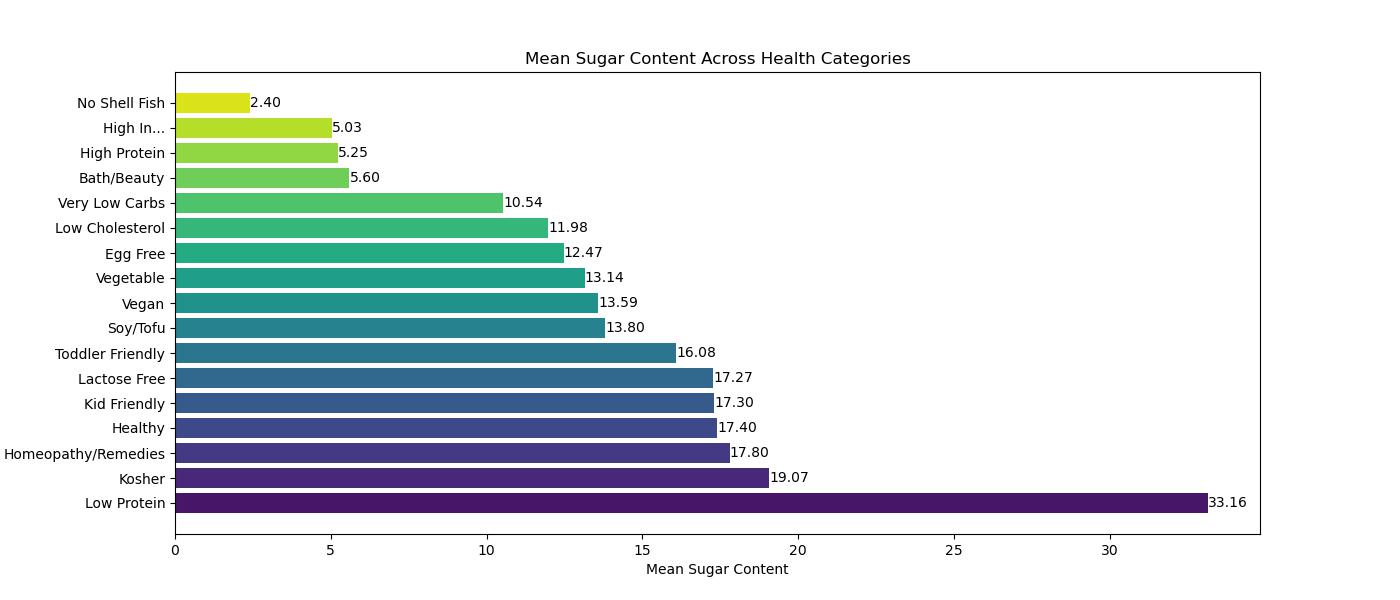 Mean Sugar Content Across Health Categories
No Shell Fish 2.40
High In... 5.03
High Protein 5.25
Bath/Beauty 5.60
Very Low Carbs 10.54
Low Cholesterol 11.98
Egg Free 12.47
Vegetable 13.14
Vegan 13.59
Soy/Tofu 13.80
Toddler Friendly 16.08
Lactose Free 17.27
Kid Friendly 17.30
Healthy 17.40
Homeopathy/Remedies 17.80
Kosher 19.07
Low Protein 33.16
0 5 10 15 20 25 30
Mean Sugar Content